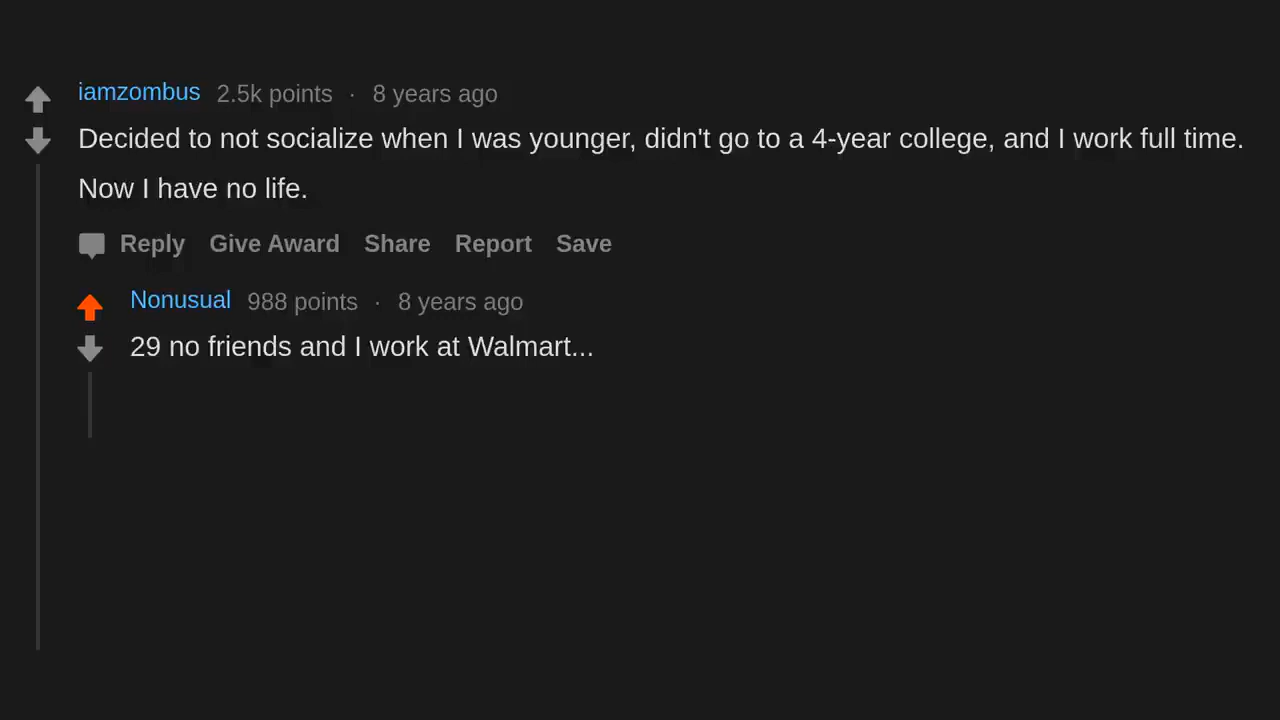 iamzombus 2.5k points · 8 years ago
Decided to not socialize when I was younger, didn't go to a 4-year college, and I work full time.
Now I have no life.
Reply Give Award Share Report Save
Nonusual 988 points · 8 years ago
29 no friends and I work at Walmart...